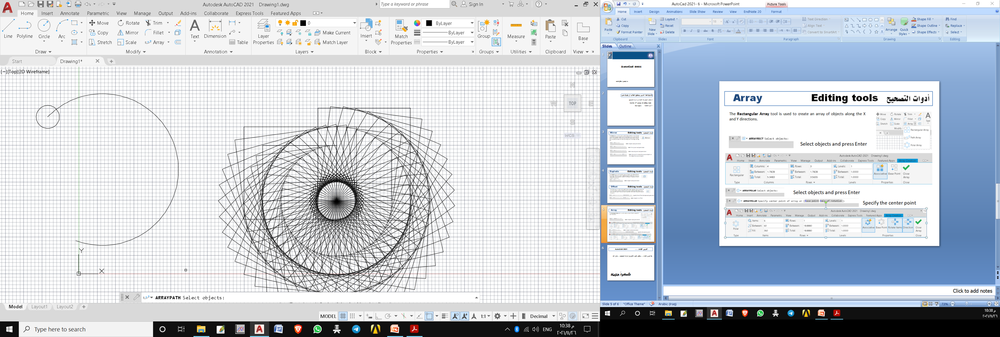 Autodesk AutoCAD 2021 Drawing1.dwg
Type a keyword or phrase
Sign In
Home Insert Annotate Parametric View Manage Output Add-ins Collaborate Express Tools Featured Apps
Line Polyline Circle Arc
Move Rotate Trim
Copy Mirror Fillet
Stretch Scale Array
Text Dimension Table
Layer Properties
0
Make Current
Match Layer
Insert
Match Properties
ByLayer
ByLayer
ByLayer
Group
Measure
Paste
Base
Draw Modify Annotation Layers Block Properties Groups Utilities Clipboard View
Start Drawing1*
[−][Top][2D Wireframe]
N
W TOP E
S
WCS
Y
X
ARRAYPATH Select objects:
Model Layout1 Layout2
MODEL 1:1 Decimal
Type here to search
ENG
10:38 م
٢٠٢١/١١/٢٦
AutoCad 2021- 6 - Microsoft PowerPoint
Picture Tools
Home Insert Design Animations Slide Show Review View EndNote 20 Format
Paste
Cut
Copy
Format Painter
New Slide
Layout
Reset
Delete
18
Text Direction
Align Text
Convert to SmartArt
Arrange
Quick Styles
Shape Fill
Shape Outline
Shape Effects
Find
Replace
Select
Clipboard Slides Font Paragraph Drawing Editing
Slides Outline
1
AutoCad 2021
2
3
Mirror Editing tools
4
Explode Editing tools
Offset Editing tools
5
Array Editing tools
6
AutoCAD 2021
شكراً جزيلا
Array Editing tools أدوات التصحيح
The Rectangular Array tool is used to create an array of objects along the X
and Y directions.
Move Rotate Trim
Copy Mirror Fillet
Stretch Scale Array
Text
Modify
Rectangular Array
Path Array
Polar Array
ARRAYRECT Select objects:
Select objects and press Enter
Autodesk AutoCAD 2021 Drawing1.dwg
Home Insert Annotate Parametric View Manage Output Add-ins Collaborate Express Tools Featured Apps Array Creation
Rectangular
Columns: 4 Rows: 3 Levels: 1
Between: 1.7828 Between: 1.7828 Between: 1.0000
Total: 5.3483 Total: 3.5655 Total: 1.0000
Associative Base Point Close Array
Type Columns Rows Levels Properties Close
ARRAYPOLAR Select objects:
Select objects and press Enter
ARRAYPOLAR Specify center point of array or [Base point Axis of rotation]:
Specify the center point
Autodesk AutoCAD 2021 Drawing1.dwg
Home Insert Annotate Parametric View Manage Output Add-ins Collaborate Express Tools Featured Apps Array Creation
Polar
Items: 6 Rows: 1 Levels: 1
Between: 60 Between: 18.8880 Between: 1.0000
Fill: 360 Total: 18.8880 Total: 1.0000
Associative Base Point Rotate Items Direction Close Array
Type Items Rows Levels Properties Close
Click to add notes
Slide 5 of 6 "Office Theme" Arabic (Iraq) 73%
10:38 م
٢٠٢١/١١/٢٦